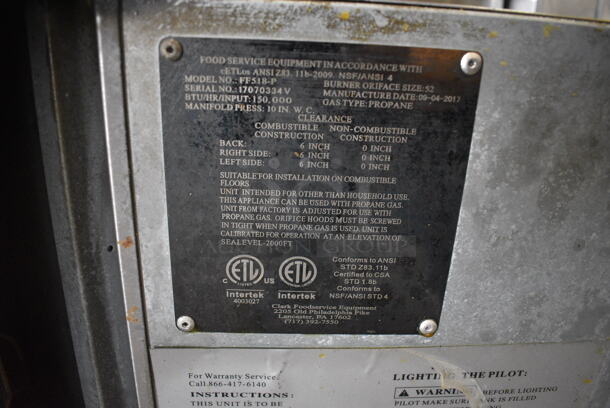 FOOD SERVICE EQUIPMENT IN ACCORDANCE WITH
cETLus ANSI Z83. 11b-2009. NSF/ANSI 4
MODEL NO.: FF518-P BURNER ORIFACE SIZE: 52
SERIAL NO.: 17070334V MANUFACTURE DATE: 09-04-2017
BTU/HR/INPUT: 150,000 GAS TYPE: PROPANE
MANIFOLD PRESS: 10 IN. W. C.
CLEARANCE
COMBUSTIBLE NON-COMBUSTIBLE
CONSTRUCTION CONSTRUCTION
BACK: 6 INCH 0 INCH
RIGHT SIDE: 6 INCH 0 INCH
LEFT SIDE: 6 INCH 0 INCH
SUITABLE FOR INSTALLATION ON COMBUSTIBLE
FLOORS
UNIT INTENDED FOR OTHER THAN HOUSEHOLD USE.
THIS APPLIANCE CAN BE USED WITH PROPANE GAS.
UNIT FROM FACTORY IS ADJUSTED FOR USE WITH
PROPANE GAS. ORIFICE HOODS MUST BE SCREWED
IN TIGHT WHEN PROPANE GAS IS USED. UNIT IS
CALIBRATED FOR OPERATION AT AN ELEVATION OF
SEALEVEL-2000FT
ETL
C US
Intertek
4003027
ETL
Intertek
Conforms to ANSI
STD Z83.11b
Certified to CSA
STD 1.8b
Conforms to
NSF/ANSI STD 4
Clark Foodservice Equipment
2205 Old Philadelphia Pike
Lancaster, PA 17602
(717) 392-7550
For Warranty Service.
Call.866-417-6140
INSTRUCTIONS:
THIS UNIT IS TO BE
LIGHTING THE PILOT:
WARNING BEFORE LIGHTING
PILOT MAKE SURE TANK IS FILLED